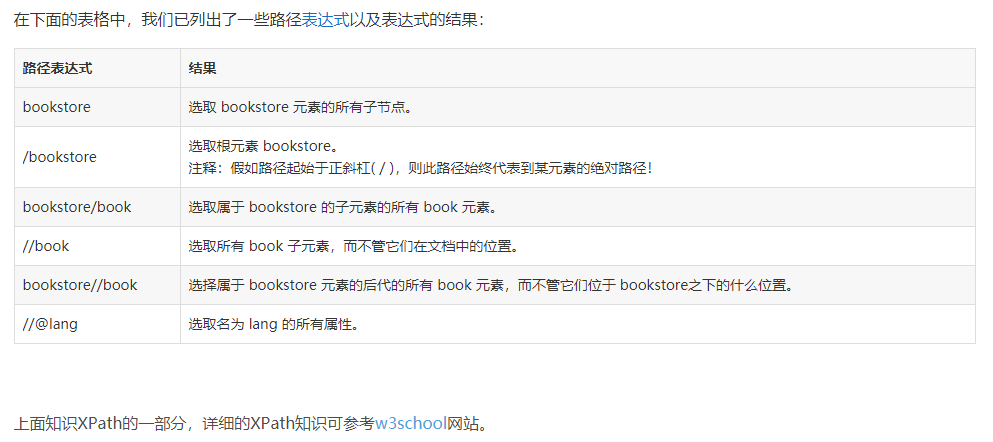 在下面的表格中，我们已列出了一些路径表达式以及表达式的结果：
路径表达式 结果
bookstore 选取 bookstore 元素的所有子节点。
/bookstore 选取根元素 bookstore。
注释：假如路径起始于正斜杠( / )，则此路径始终代表到某元素的绝对路径！
bookstore/book 选取属于 bookstore 的子元素的所有 book 元素。
//book 选取所有 book 子元素，而不管它们在文档中的位置。
bookstore//book 选择属于 bookstore 元素的后代的所有 book 元素，而不管它们位于 bookstore之下的什么位置。
//@lang 选取名为 lang 的所有属性。
上面知识XPath的一部分，详细的XPath知识可参考w3school网站。